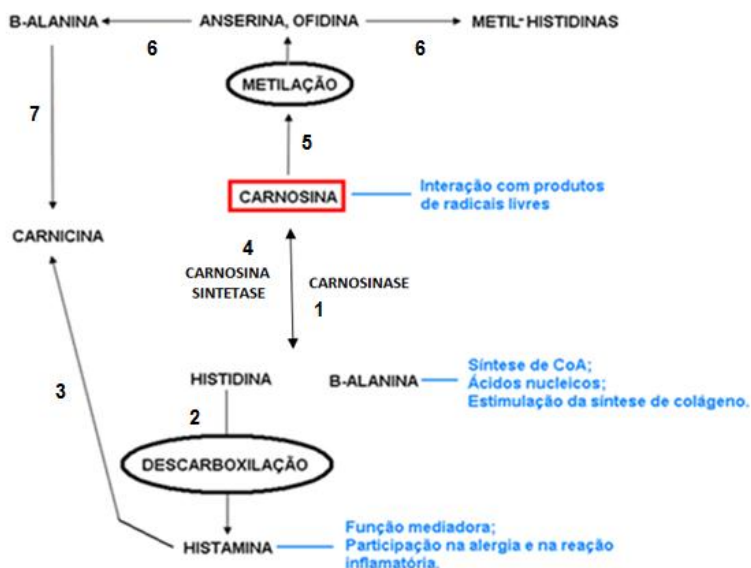 B-ALANINA
ANSERINA, OFIDINA
METIL-HISTIDINAS
6
6
METILAÇÃO
7
5
CARNOSINA
Interação com produtos
de radicais livres
CARNICINA
4
CARNOSINA
SINTETASE
CARNOSINASE
1
HISTIDINA
B-ALANINA
Síntese de CoA;
Ácidos nucleicos;
Estimulação da síntese de colágeno.
3
2
DESCARBOXILAÇÃO
HISTAMINA
Função mediadora;
Participação na alergia e na reação
inflamatória.